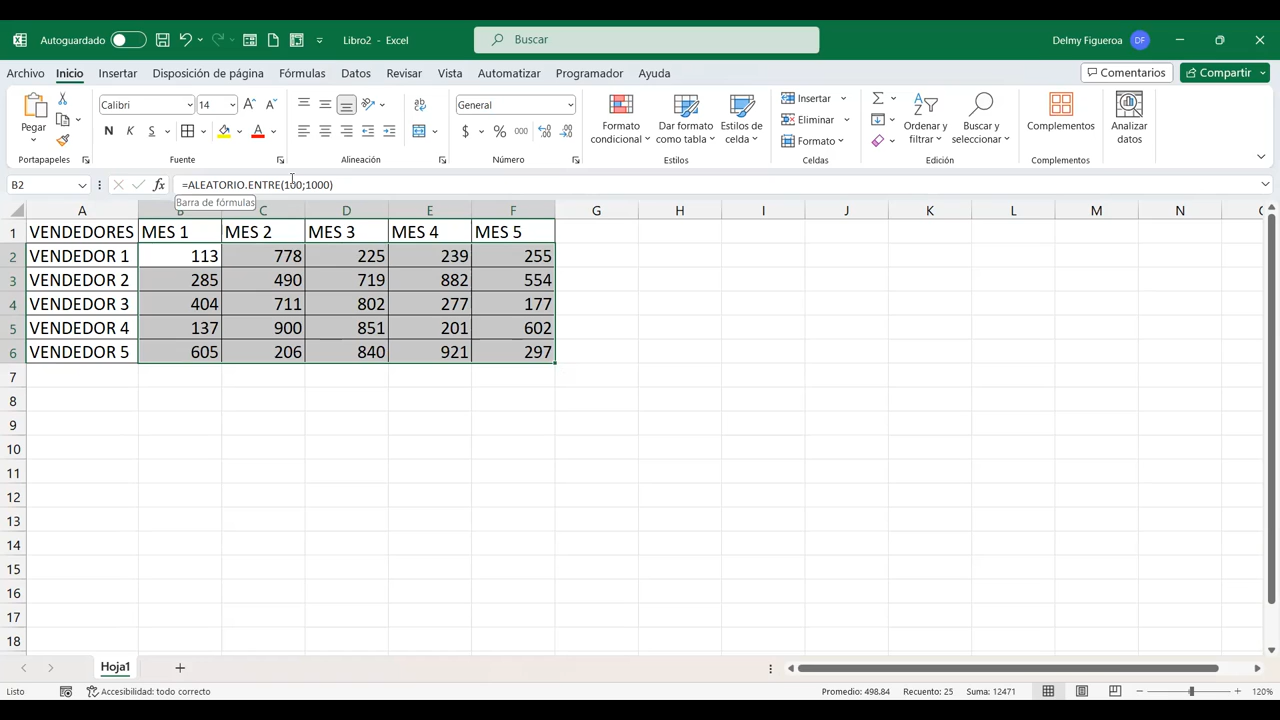 Autoguardado
Libro2 - Excel
Buscar
Delmy Figueroa DF
Archivo Inicio Insertar Disposición de página Fórmulas Datos Revisar Vista Automatizar Programador Ayuda Comentarios Compartir
Pegar
Portapapeles
Calibri 14
N K S A
Fuente
Alineación
General
$ % 000
Número
Formato condicional
Dar formato como tabla
Estilos de celda
Estilos
Insertar
Eliminar
Formato
Celdas
Ordenar y filtrar
Buscar y seleccionar
Edición
Complementos
Complementos
Analizar datos
B2 fx =ALEATORIO.ENTRE(100;1000)
Barra de fórmulas
A B C D E F G H I J K L M N
1 VENDEDORES MES 1 MES 2 MES 3 MES 4 MES 5
2 VENDEDOR 1 113 778 225 239 255
3 VENDEDOR 2 285 490 719 882 554
4 VENDEDOR 3 404 711 802 277 177
5 VENDEDOR 4 137 900 851 201 602
6 VENDEDOR 5 605 206 840 921 297
7
8
9
10
11
12
13
14
15
16
17
18
Hoja1
Listo Accesibilidad: todo correcto Promedio: 498.84 Recuento: 25 Suma: 12471 120%